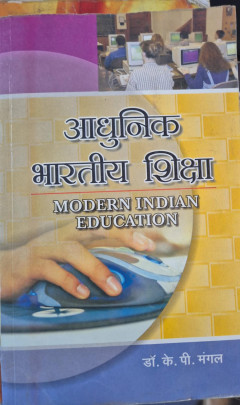 आधुनिक
भारतीय शिक्षा
MODERN INDIAN
EDUCATION
डॉ. के. पी. मंगल